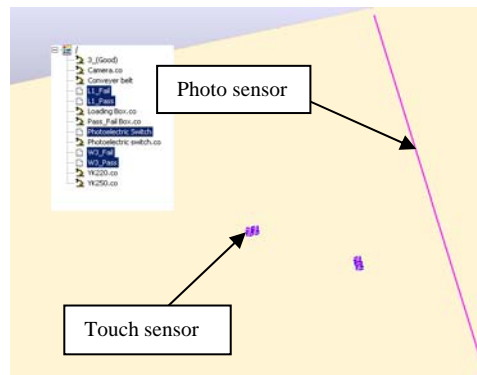 /
3_(Good)
Camera.co
Conveyer belt
L1_Fail
L1_Pass
Loading Box.co
Pass_Fail Box.co
Photoelectric Switch
Photoelectric switch.co
W3_Fail
W3_Pass
YK220.co
YK250.co
Photo sensor
Touch sensor